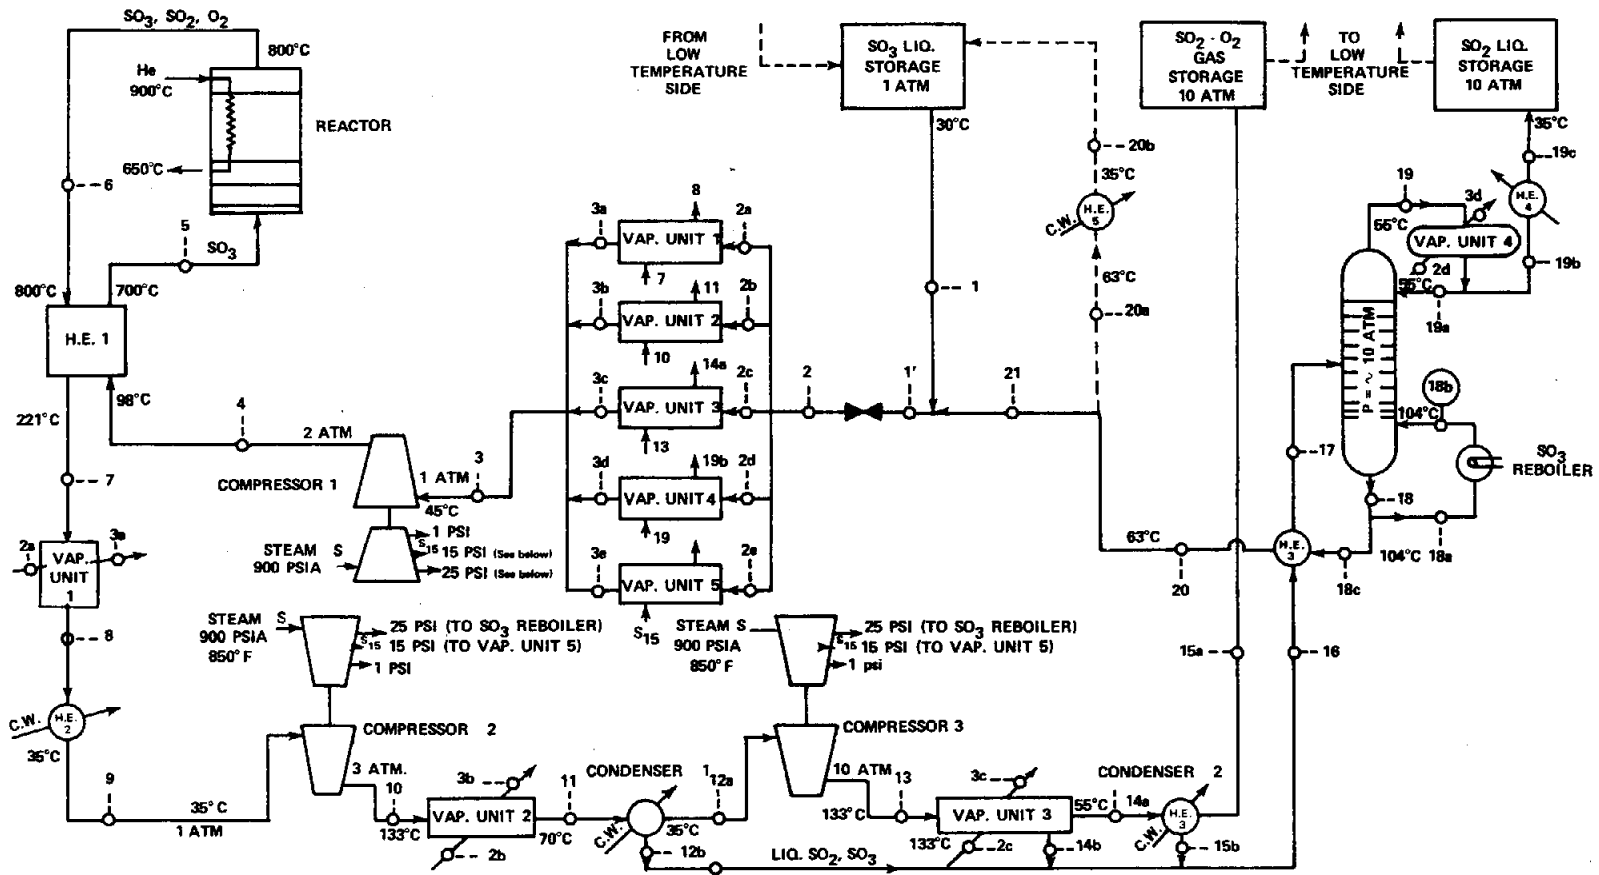 SO3, SO2, O2
800°C
He
900°C
REACTOR
650°C
6
5
SO3
800°C
700°C
H.E. 1
98°C
221°C
4
2 ATM
7
COMPRESSOR 1
1 ATM
3
45°C
1 PSI
S15 15 PSI (See below)
25 PSI (See below)
STEAM S
900 PSIA
2a
3a
VAP.
UNIT
1
8
C.W.
H.E.
2
35°C
9
35°C
1 ATM
STEAM S
900 PSIA
850°F
25 PSI (TO SO3 REBOILER)
S15 15 PSI (TO VAP. UNIT 5)
1 PSI
COMPRESSOR 2
3 ATM.
10
133°C
3b
VAP. UNIT 2
2b
11
70°C
CONDENSER 1
C.W.
35°C
12a
12b
LIQ. SO2, SO3
STEAM S
900 PSIA
850°F
25 PSI (TO SO3 REBOILER)
S15 15 PSI (TO VAP. UNIT 5)
1 psi
COMPRESSOR 3
10 ATM
13
133°C
3c
VAP. UNIT 3
133°C
2c
14b
55°C
14a
CONDENSER 2
H.E.
3
C.W.
15b
15a
16
FROM
LOW
TEMPERATURE
SIDE
SO3 LIQ.
STORAGE
1 ATM
30°C
1
8
3a
VAP. UNIT 1
2a
7
11
3b
VAP. UNIT 2
2b
10
14a
3c
VAP. UNIT 3
2c
13
19b
3d
VAP. UNIT 4
2d
19
3e
VAP. UNIT 5
2e
S15
2
1'
21
20b
35°C
C.W.
H.E.
5
63°C
20a
63°C
20
H.E.
3
17
18c
SO2 - O2
GAS
STORAGE
10 ATM
TO
LOW
TEMPERATURE
SIDE
SO2 LIQ.
STORAGE
10 ATM
35°C
19c
H.E.
4
19
55°C
3d
VAP. UNIT 4
2d
55°C
19a
19b
P = ~ 10 ATM
18b
104°C
SO3
REBOILER
18
104°C
18a